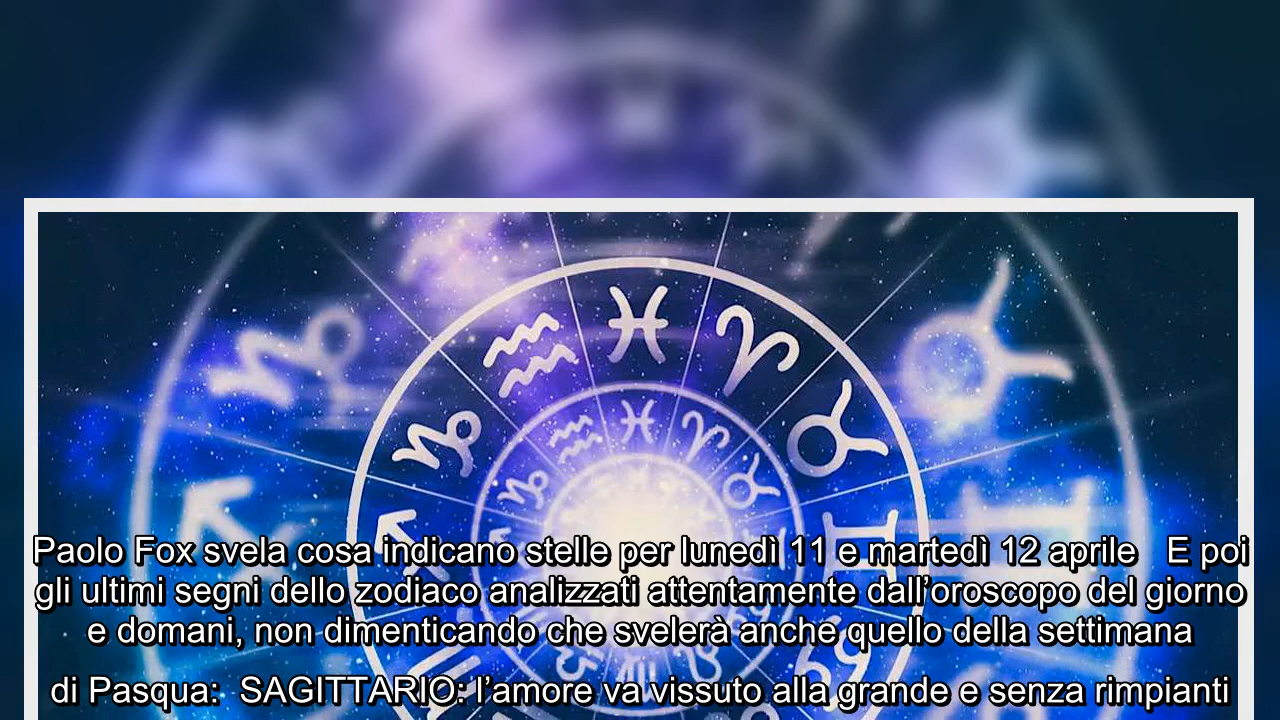 Paolo Fox svela cosa indicano stelle per lunedì 11 e martedì 12 aprile   E poi
gli ultimi segni dello zodiaco analizzati attentamente dall’oroscopo del giorno
e domani, non dimenticando che svelerà anche quello della settimana
di Pasqua:  SAGITTARIO: l’amore va vissuto alla grande e senza rimpianti